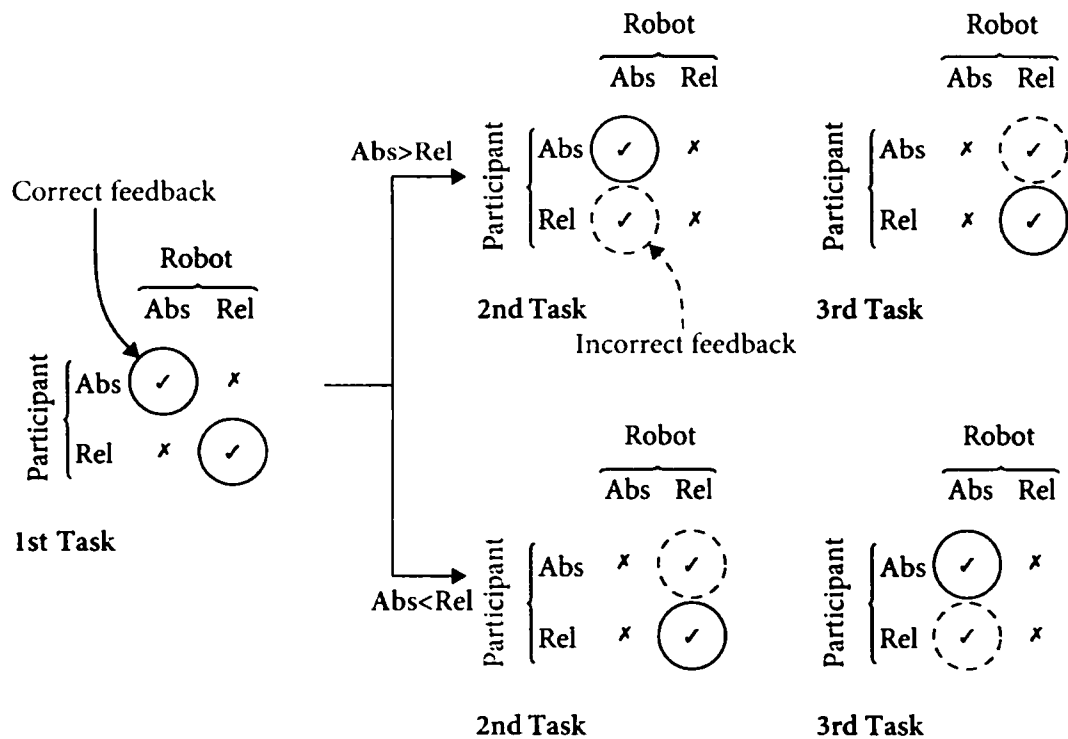 Robot
Abs Rel
Participant
Abs ✓ ✗
Rel ✓ ✗
2nd Task
Robot
Abs Rel
Participant
Abs ✗ ✓
Rel ✗ ✓
3rd Task
Abs>Rel
Correct feedback
Incorrect feedback
Robot
Abs Rel
Participant
Abs ✓ ✗
Rel ✗ ✓
1st Task
Abs<Rel
Robot
Abs Rel
Participant
Abs ✗ ✓
Rel ✗ ✓
2nd Task
Robot
Abs Rel
Participant
Abs ✓ ✗
Rel ✓ ✗
3rd Task